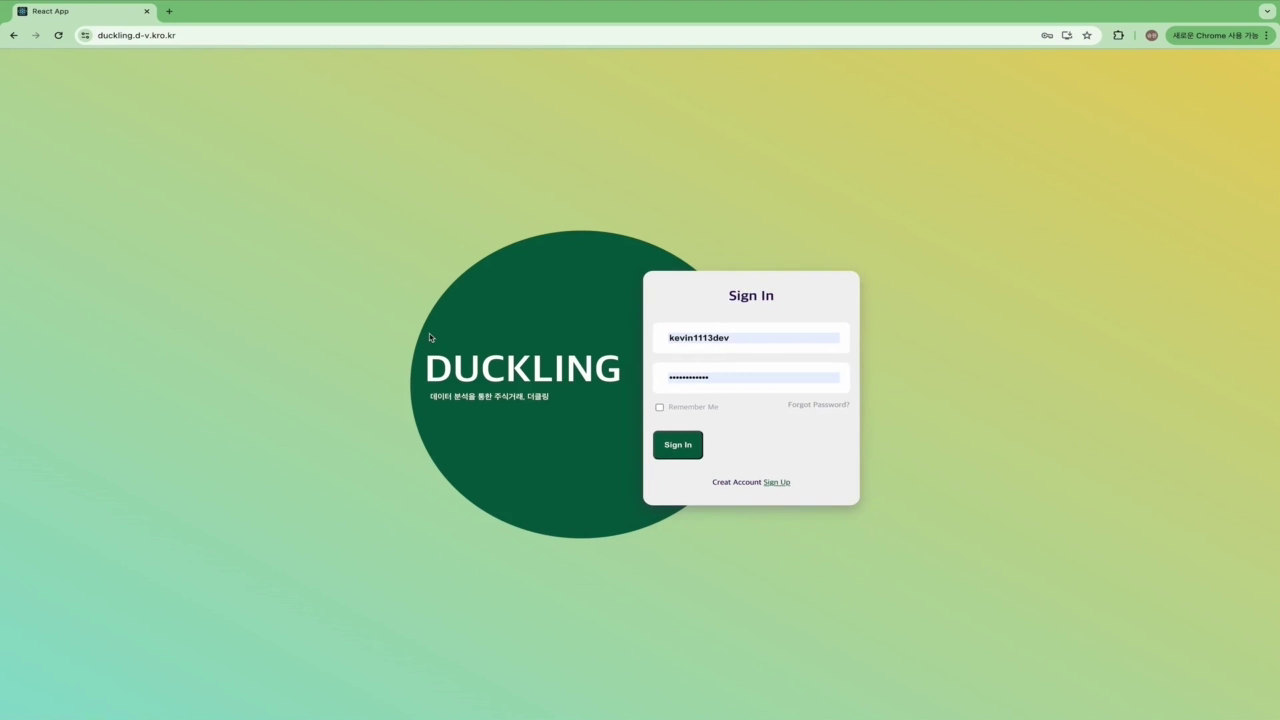 React App
duckling.d-v.kro.kr
새로운 Chrome 사용 가능
Sign In
kevin1113dev
••••••••••••
DUCKLING
데이터 분석을 통한 주식거래, 더클링
Remember Me
Forgot Password?
Sign In
Creat Account Sign Up